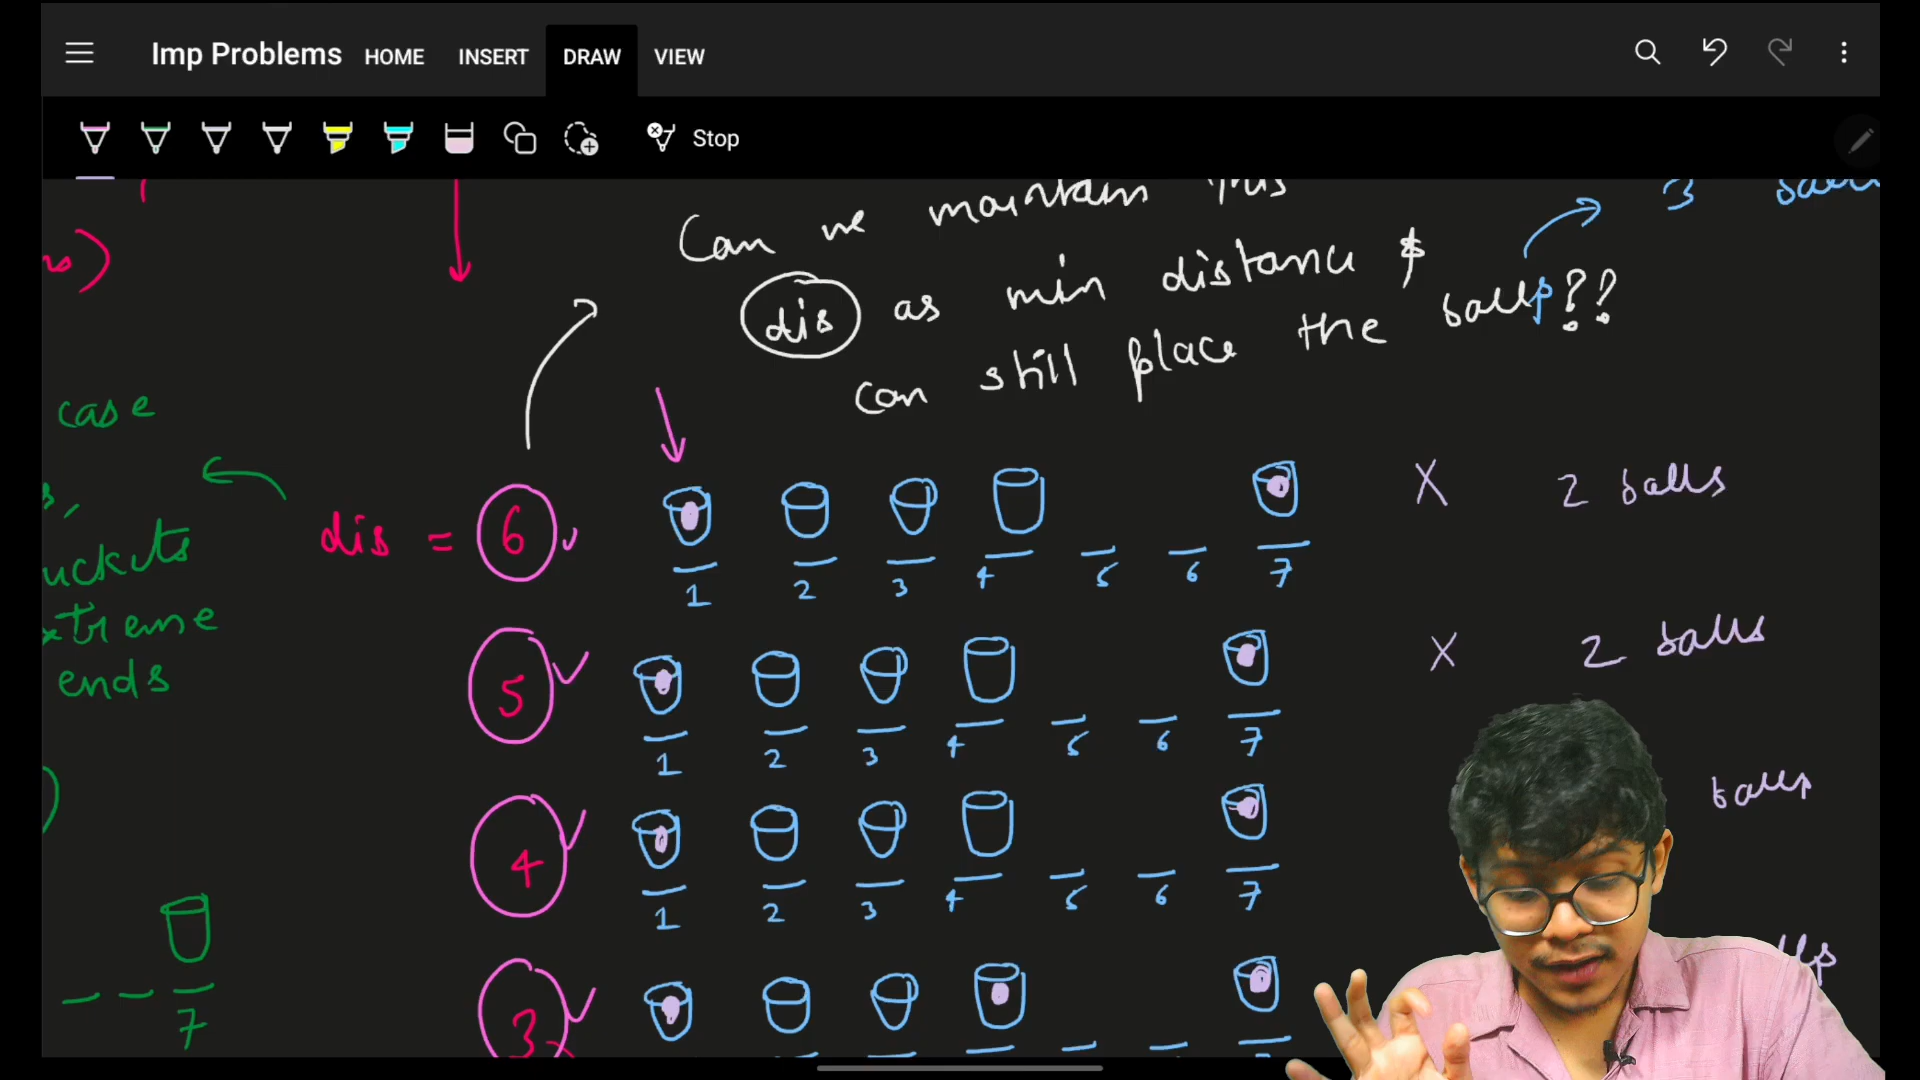 Imp Problems HOME INSERT DRAW VIEW
Stop
Can we maintain this
3
dis as min distance &
balls??
can still place the
case
ends
dis = 6
1 2 3 4 5 6 7
X 2 balls
5
1 2 3 4 5 6 7
X 2 balls
4
1 2 3 4 5 6 7
balls
3
7